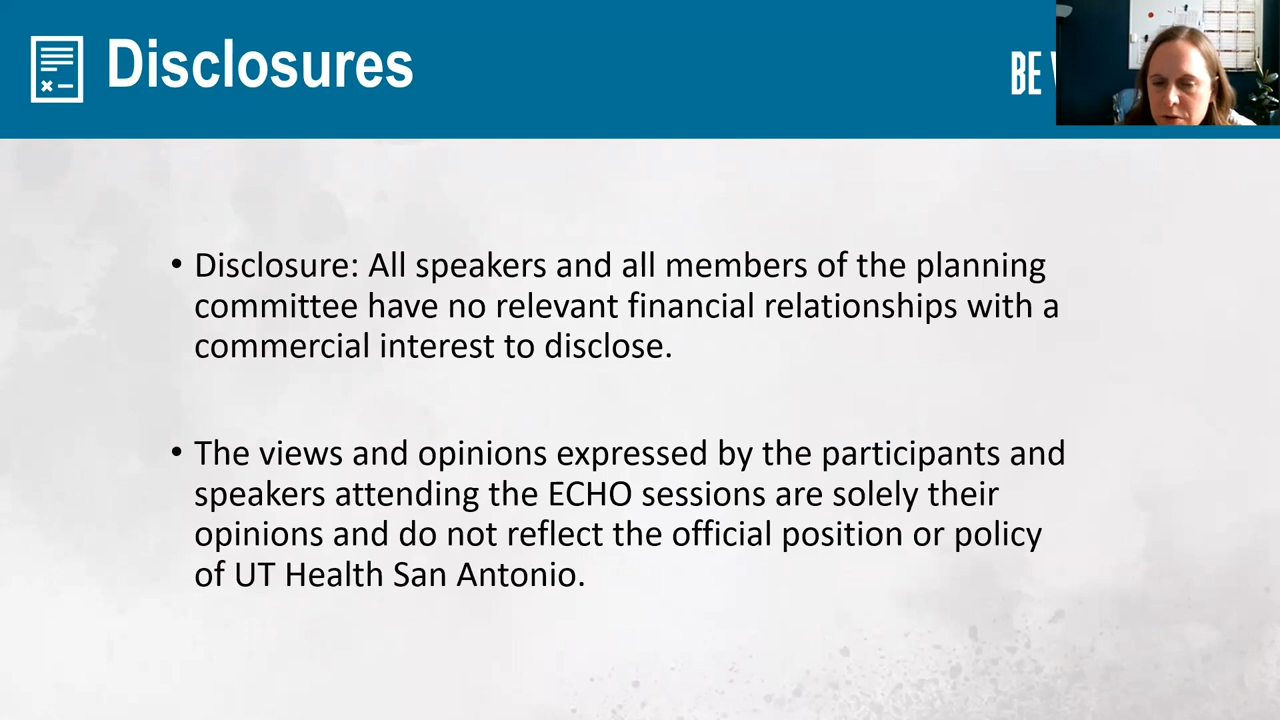 Disclosures
BE
• Disclosure: All speakers and all members of the planning
committee have no relevant financial relationships with a
commercial interest to disclose.
• The views and opinions expressed by the participants and
speakers attending the ECHO sessions are solely their
opinions and do not reflect the official position or policy
of UT Health San Antonio.